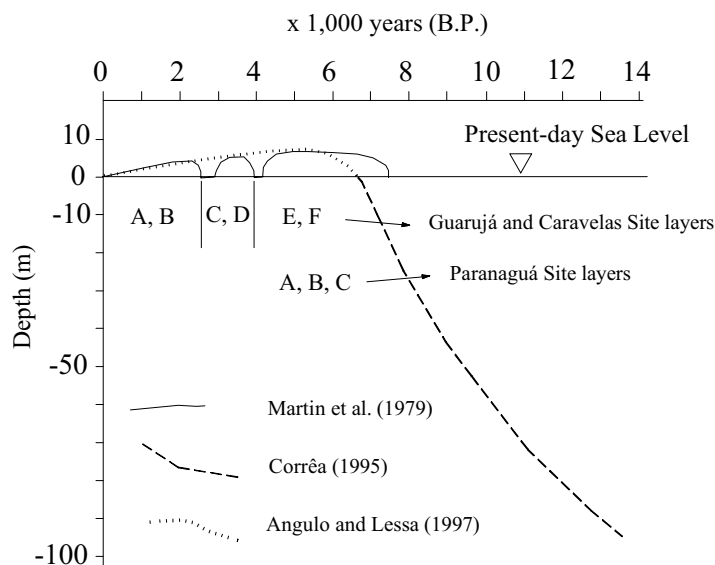 x 1,000 years (B.P.)
0 2 4 6 8 10 12 14
10
Present-day Sea Level
0
A, B C, D E, F
-10
Guarujá and Caravelas Site layers
A, B, C
Paranaguá Site layers
Depth (m)
-50
Martin et al. (1979)
Corrêa (1995)
Angulo and Lessa (1997)
-100